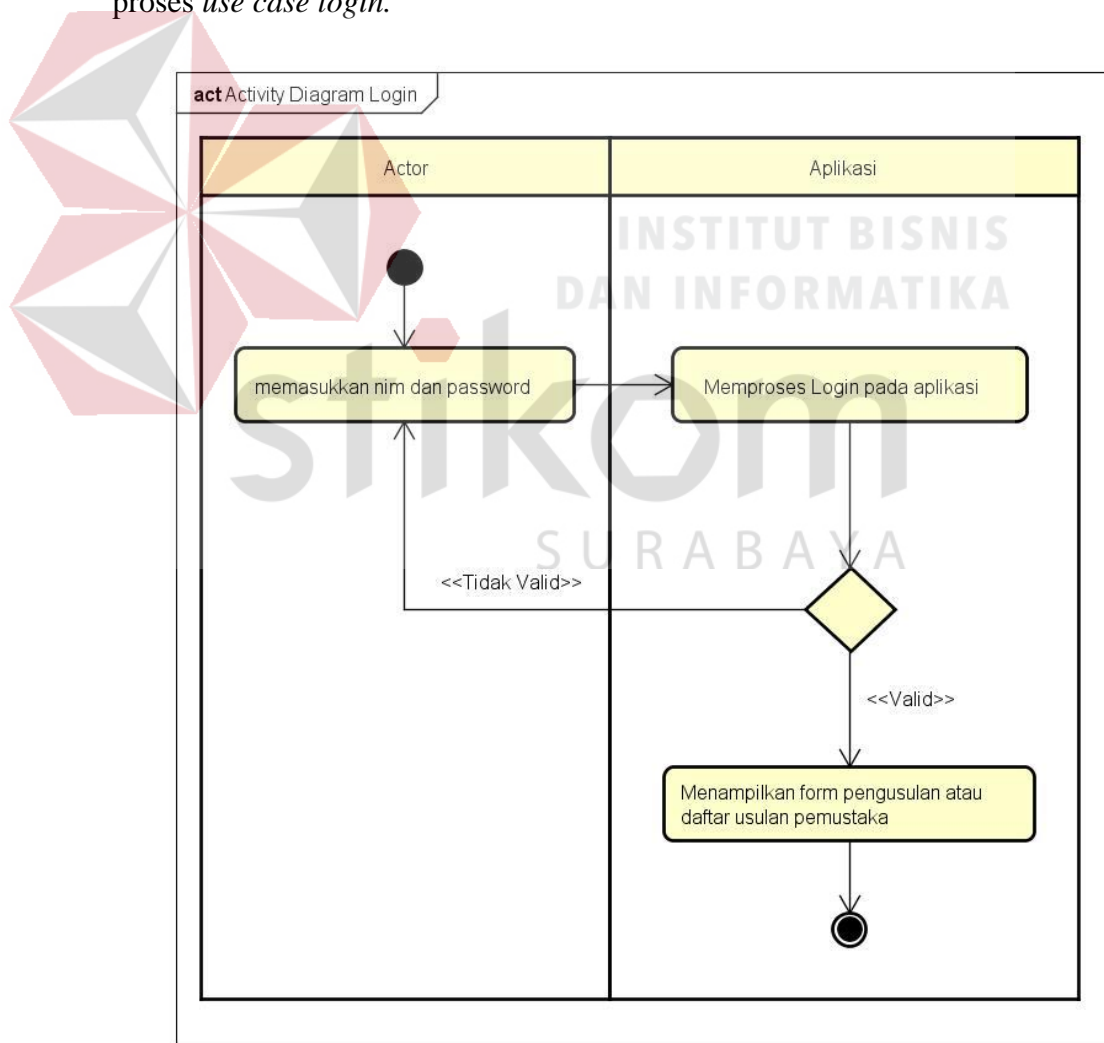 proses use case login.
act Activity Diagram Login
Actor
Aplikasi
INSTITUT BISNIS
DAN INFORMATIKA
memasukkan nim dan password
Memproses Login pada aplikasi
stikom
SURABAYA
<<Tidak Valid>>
<<Valid>>
Menampilkan form pengusulan atau
daftar usulan pemustaka